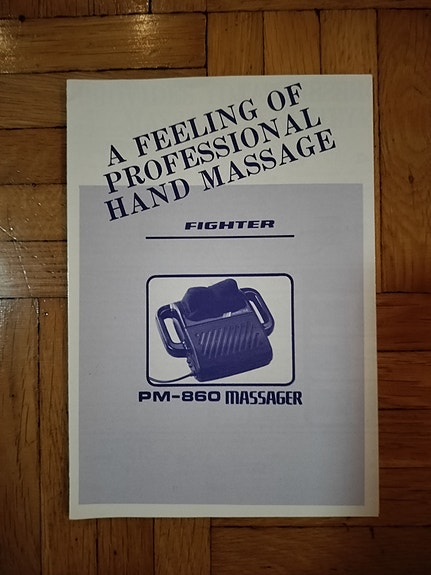 A FEELING OF
PROFESSIONAL
HAND MASSAGE
FIGHTER
PM-860 MASSAGER